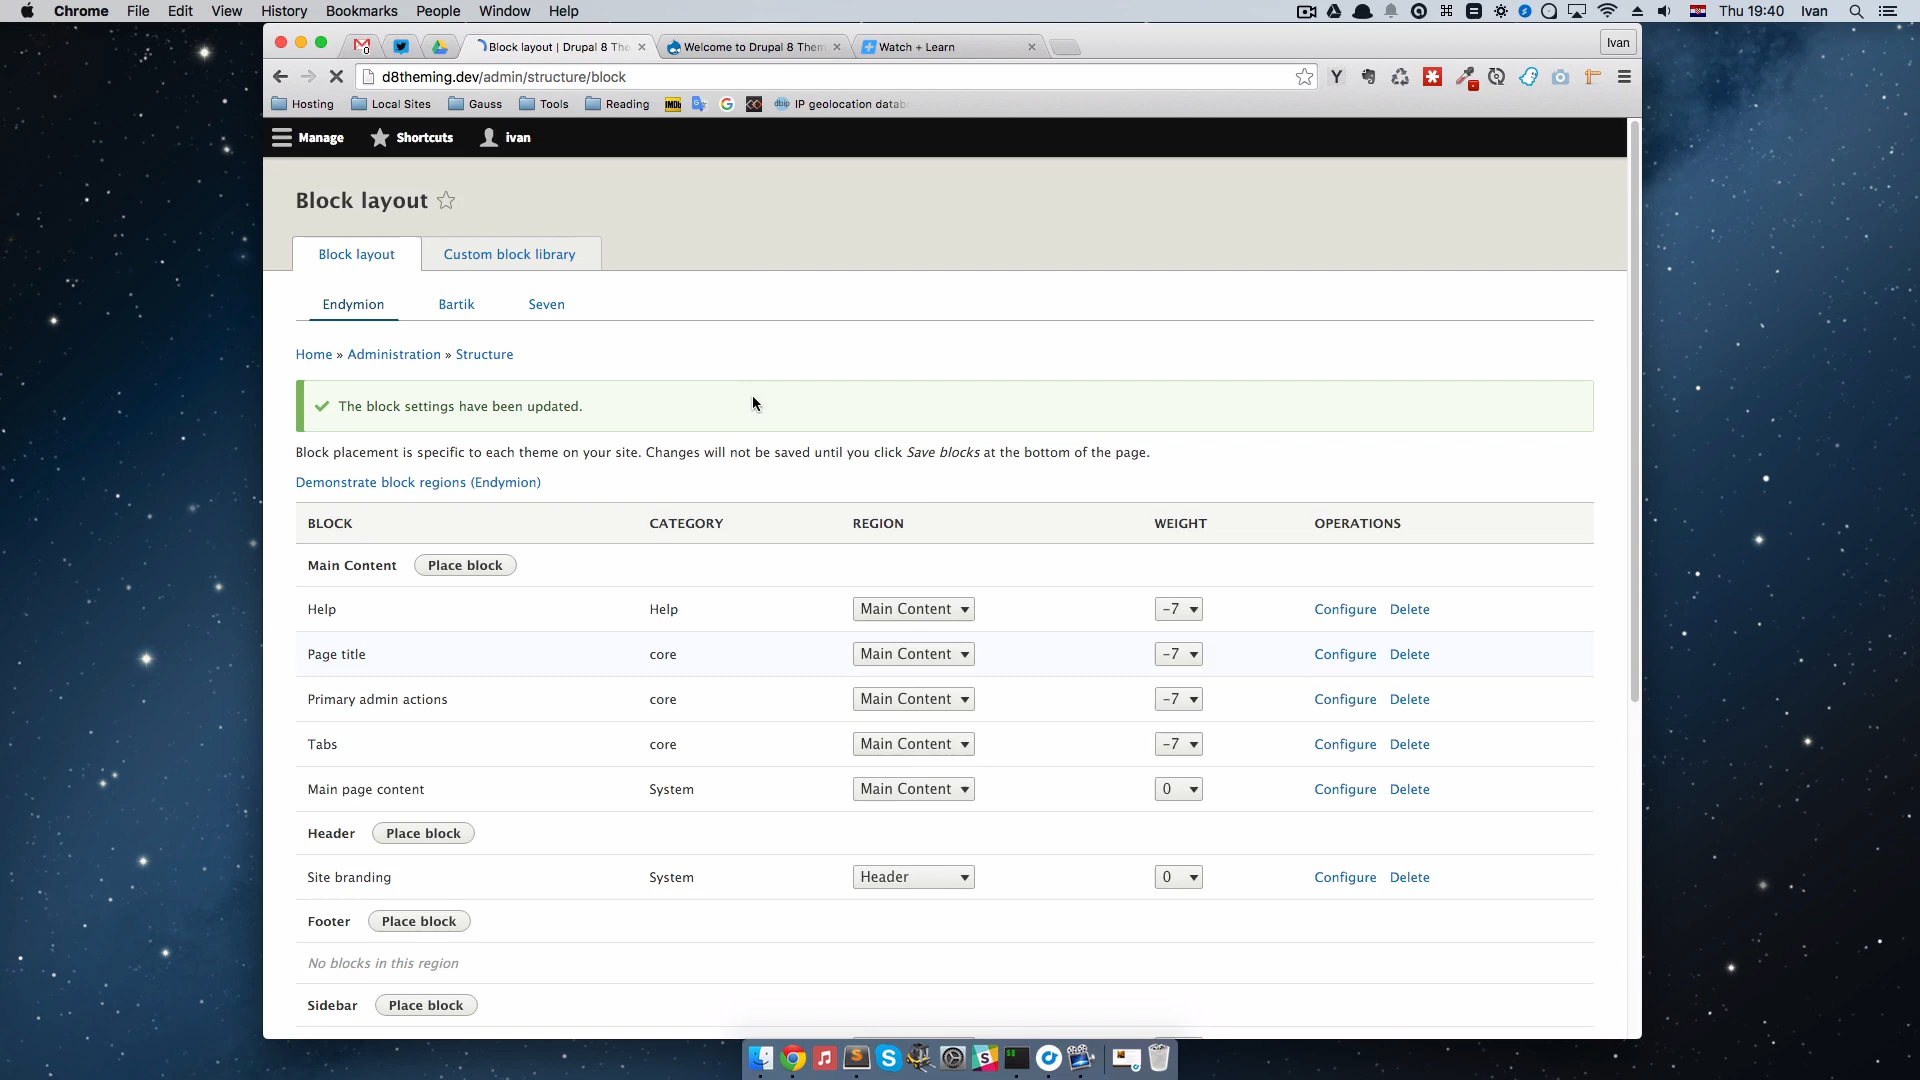 Chrome File Edit View History Bookmarks People Window Help Thu 19:40 Ivan
Block layout | Drupal 8 The
Welcome to Drupal 8 Them
Watch + Learn
Ivan
d8theming.dev/admin/structure/block
Hosting Local Sites Gauss Tools Reading IMDb dbip IP geolocation datab
Manage Shortcuts ivan
Block layout
Block layout Custom block library
Endymion Bartik Seven
Home » Administration » Structure
The block settings have been updated.
Block placement is specific to each theme on your site. Changes will not be saved until you click Save blocks at the bottom of the page.
Demonstrate block regions (Endymion)
BLOCK CATEGORY REGION WEIGHT OPERATIONS
Main Content Place block
Help Help Main Content -7 Configure Delete
Page title core Main Content -7 Configure Delete
Primary admin actions core Main Content -7 Configure Delete
Tabs core Main Content -7 Configure Delete
Main page content System Main Content 0 Configure Delete
Header Place block
Site branding System Header 0 Configure Delete
Footer Place block
No blocks in this region
Sidebar Place block